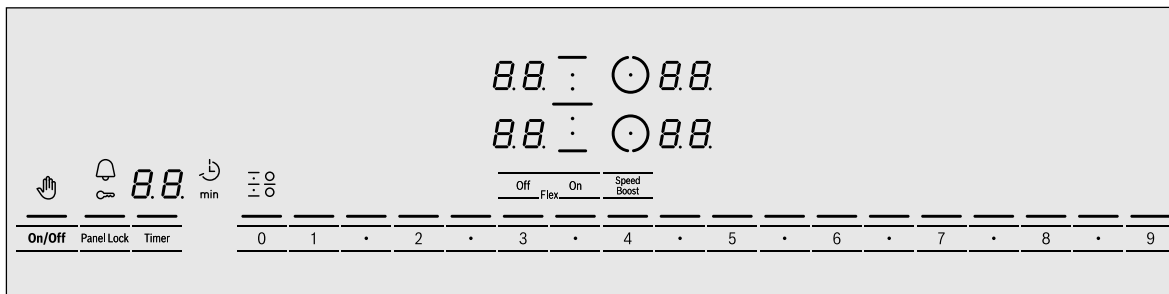 8.8. 8.8.
8.8. 8.8.
8.8. min
Off Flex On Speed Boost
On/Off Panel Lock Timer 0 1 · 2 · 3 · 4 · 5 · 6 · 7 · 8 · 9